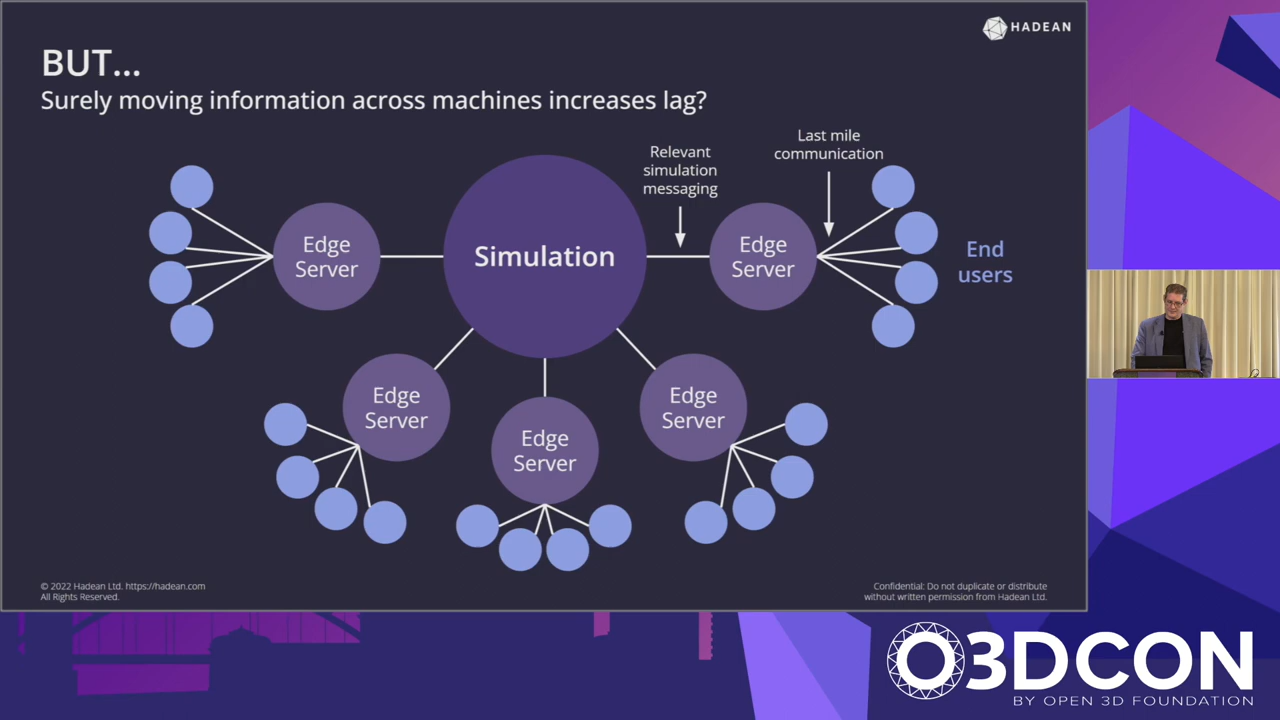 HADEAN
BUT...
Surely moving information across machines increases lag?
Relevant
simulation
messaging
Last mile
communication
Edge
Server
Simulation
Edge
Server
End
users
Edge
Server
Edge
Server
Edge
Server
© 2022 Hadean Ltd. https://hadean.com
All Rights Reserved.
Confidential: Do not duplicate or distribute
without written permission from Hadean Ltd.
O3DCON
BY OPEN 3D FOUNDATION